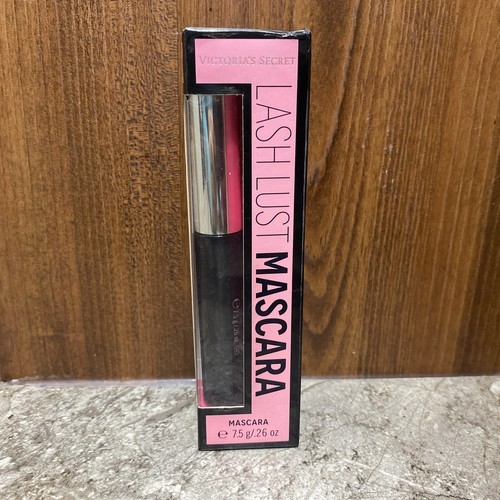 VICTORIA'S SECRET
LASH LUST MASCARA
MASCARA
℮ 7.5 g/.26 oz